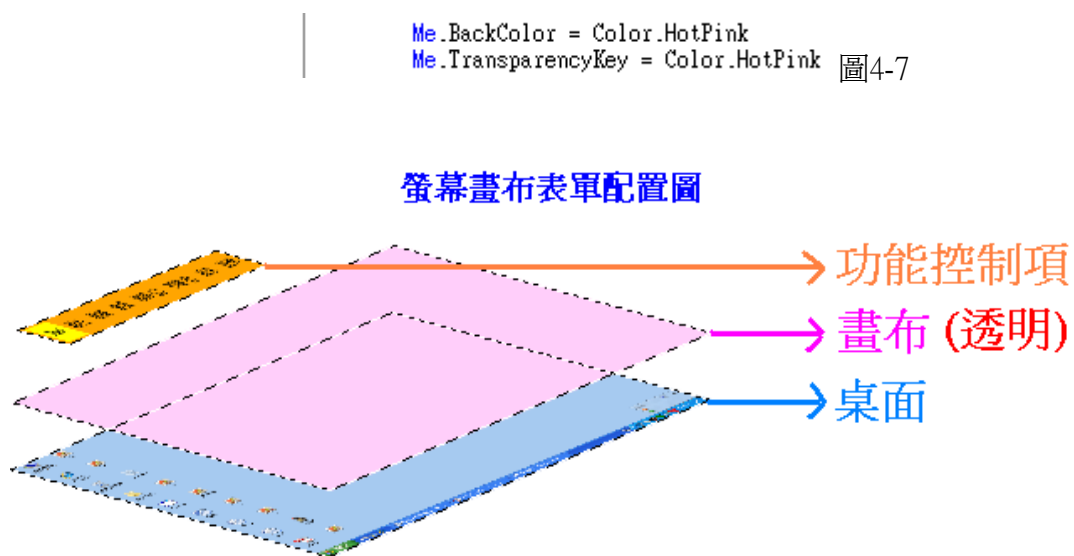 Me.BackColor = Color.HotPink
Me.TransparencyKey = Color.HotPink 圖4-7
螢幕畫布表單配置圖
功能控制項
畫布 (透明)
桌面